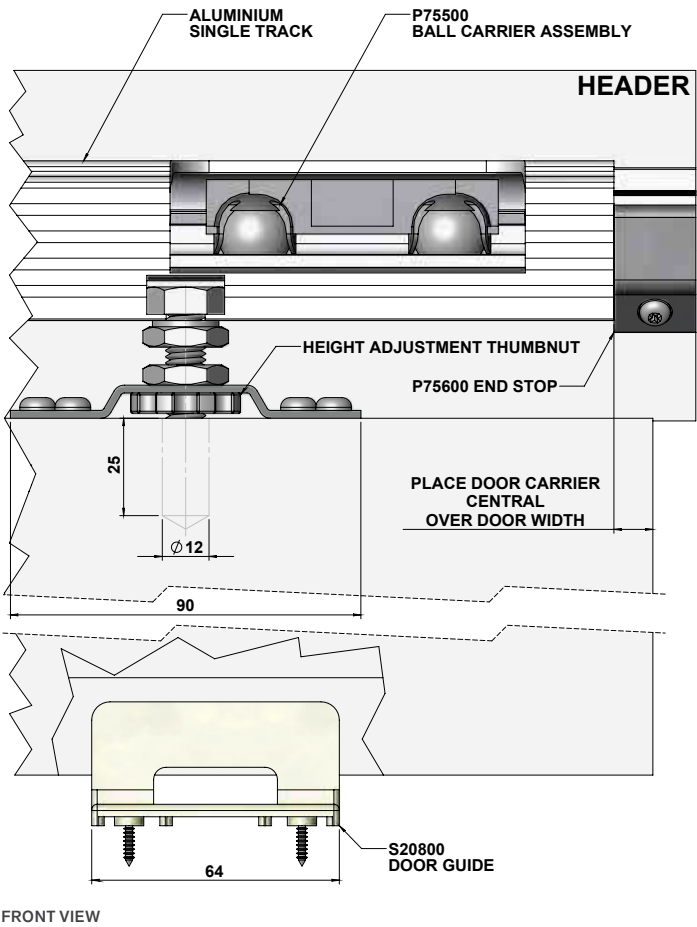 ALUMINIUM
SINGLE TRACK
P75500
BALL CARRIER ASSEMBLY
HEADER
HEIGHT ADJUSTMENT THUMBNUT
P75600 END STOP
25
PLACE DOOR CARRIER
CENTRAL
OVER DOOR WIDTH
∅12
90
S20800
DOOR GUIDE
64
FRONT VIEW